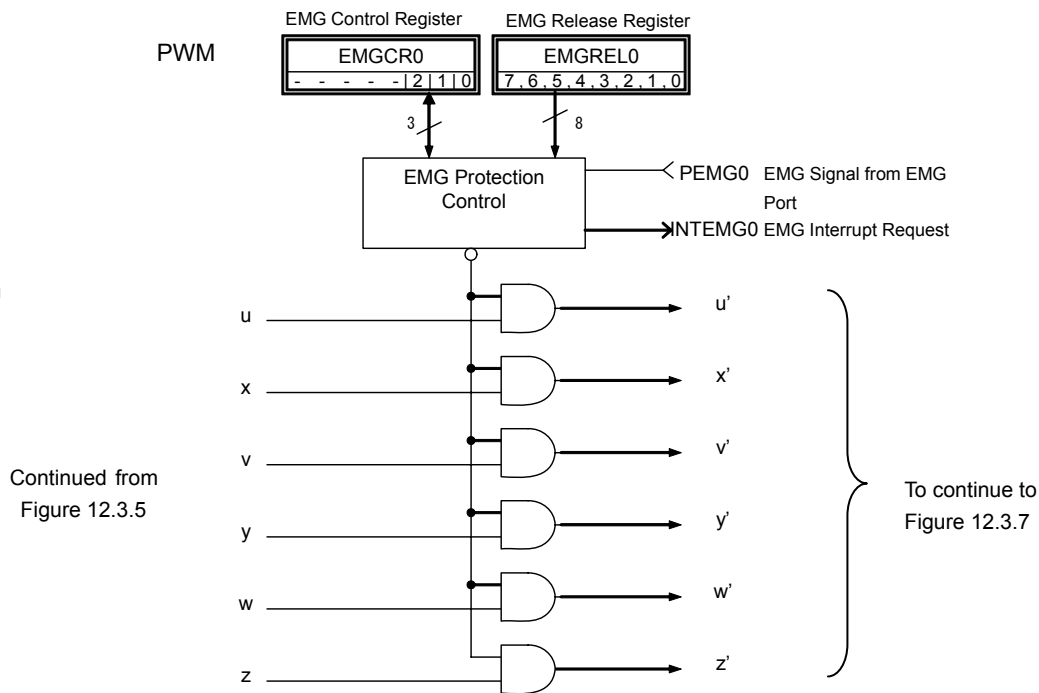 EMG Control Register
EMG Release Register
PWM
EMGCR0
EMGREL0
- - - - - |2|1|0
7,6,5,4,3,2,1,0
3
8
EMG Protection
Control
PEMG0 EMG Signal from EMG
Port
INTEMG0 EMG Interrupt Request
u
u’
x
x’
v
v’
Continued from
Figure 12.3.5
To continue to
Figure 12.3.7
y
y’
w
w’
z
z’